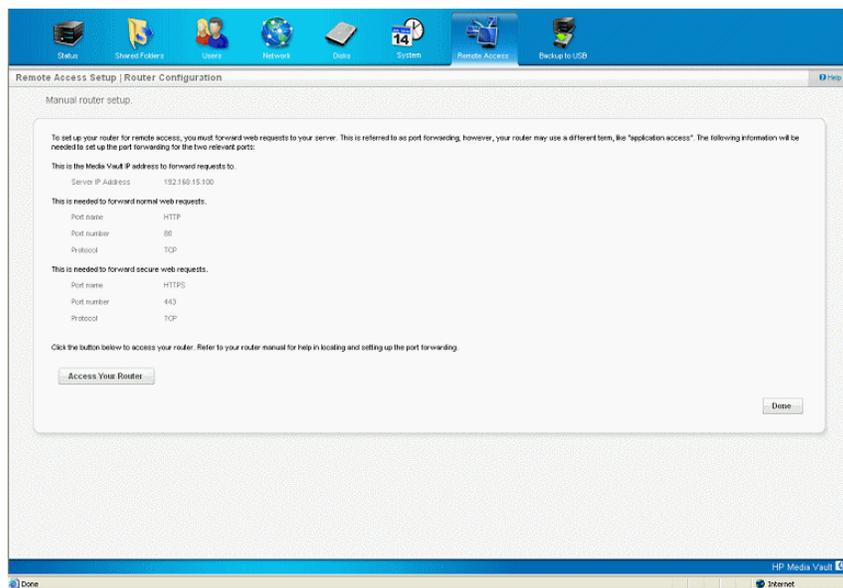 Status Shared Folders Users Network Disks 14 System Remote Access Backup to USB
Remote Access Setup | Router Configuration Help
Manual router setup.
To set up your router for remote access, you must forward web requests to your server. This is referred to as port forwarding; however, your router may use a different term, like "application access". The following information will be
needed to set up the port forwarding for the two relevant ports:
This is the Media Vault IP address to forward requests to.
Server IP Address 192.168.15.100
This is needed to forward normal web requests.
Port name HTTP
Port number 80
Protocol TCP
This is needed to forward secure web requests.
Port name HTTPS
Port number 443
Protocol TCP
Click the button below to access your router. Refer to your router manual for help in locating and setting up the port forwarding.
Access Your Router
Done
HP Media Vault
Done Internet